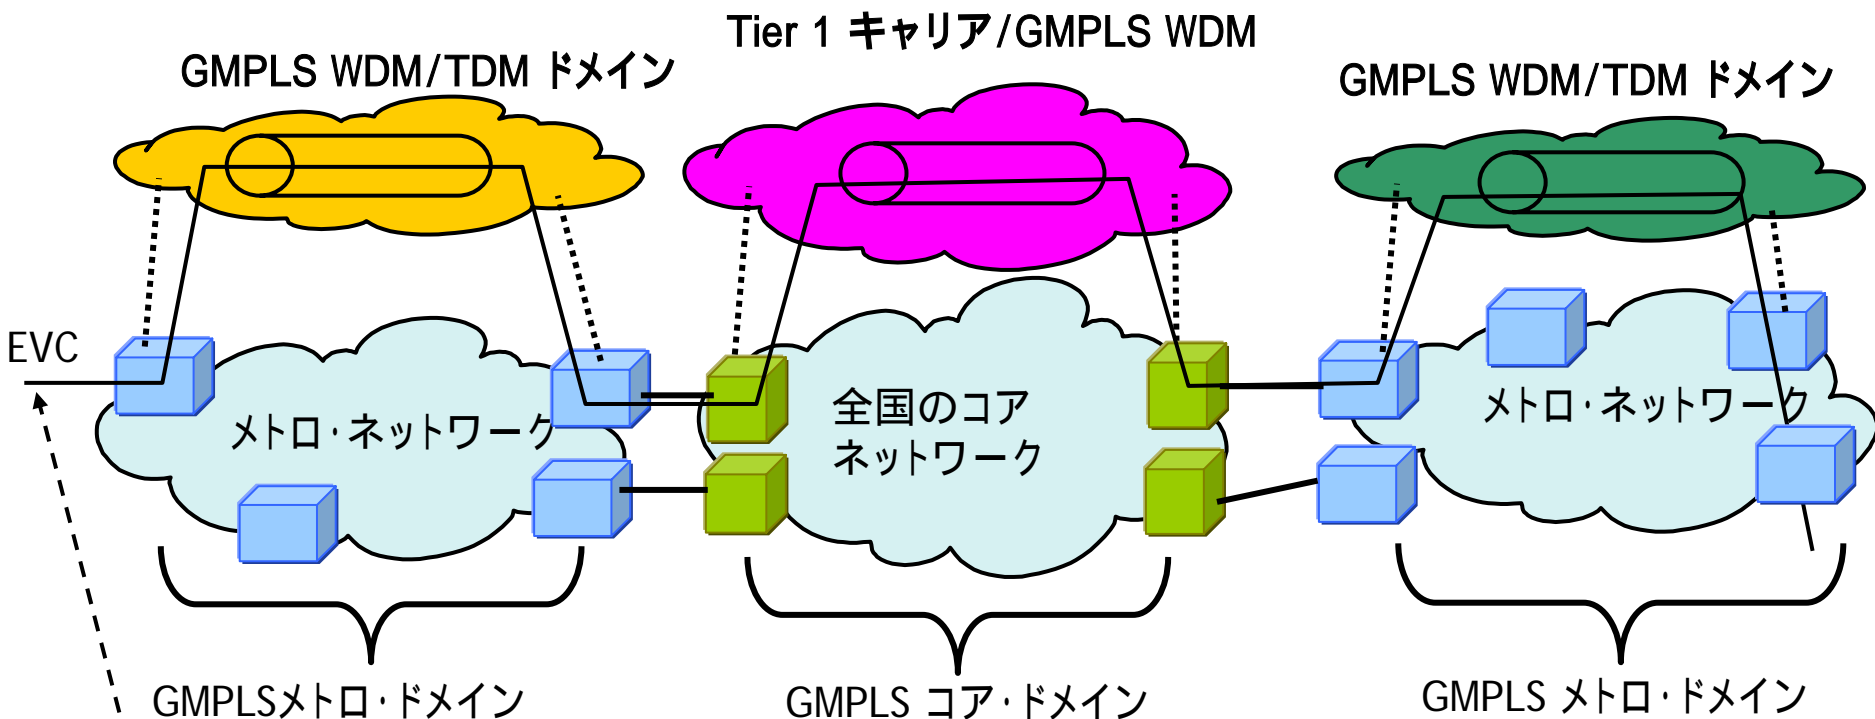 Tier 1 キャリア/GMPLS WDM
GMPLS WDM/TDM ドメイン
GMPLS WDM/TDM ドメイン
EVC
メトロ・ネットワーク
全国のコア
ネットワーク
メトロ・ネットワーク
GMPLSメトロ・ドメイン
GMPLS コア・ドメイン
GMPLS メトロ・ドメイン